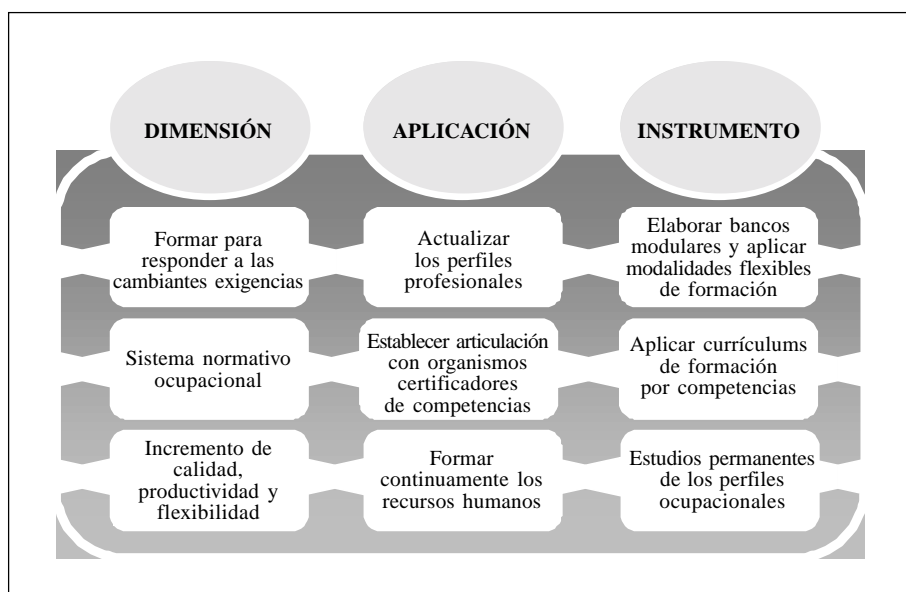 DIMENSIÓN
APLICACIÓN
INSTRUMENTO
Formar para
responder a las
cambiantes exigencias
Actualizar
los perfiles
profesionales
Elaborar bancos
modulares y aplicar
modalidades flexibles
de formación
Sistema normativo
ocupacional
Establecer articulación
con organismos
certificadores
de competencias
Aplicar currículums
de formación
por competencias
Incremento de
calidad,
productividad y
flexibilidad
Formar
continuamente los
recursos humanos
Estudios permanentes
de los perfiles
ocupacionales